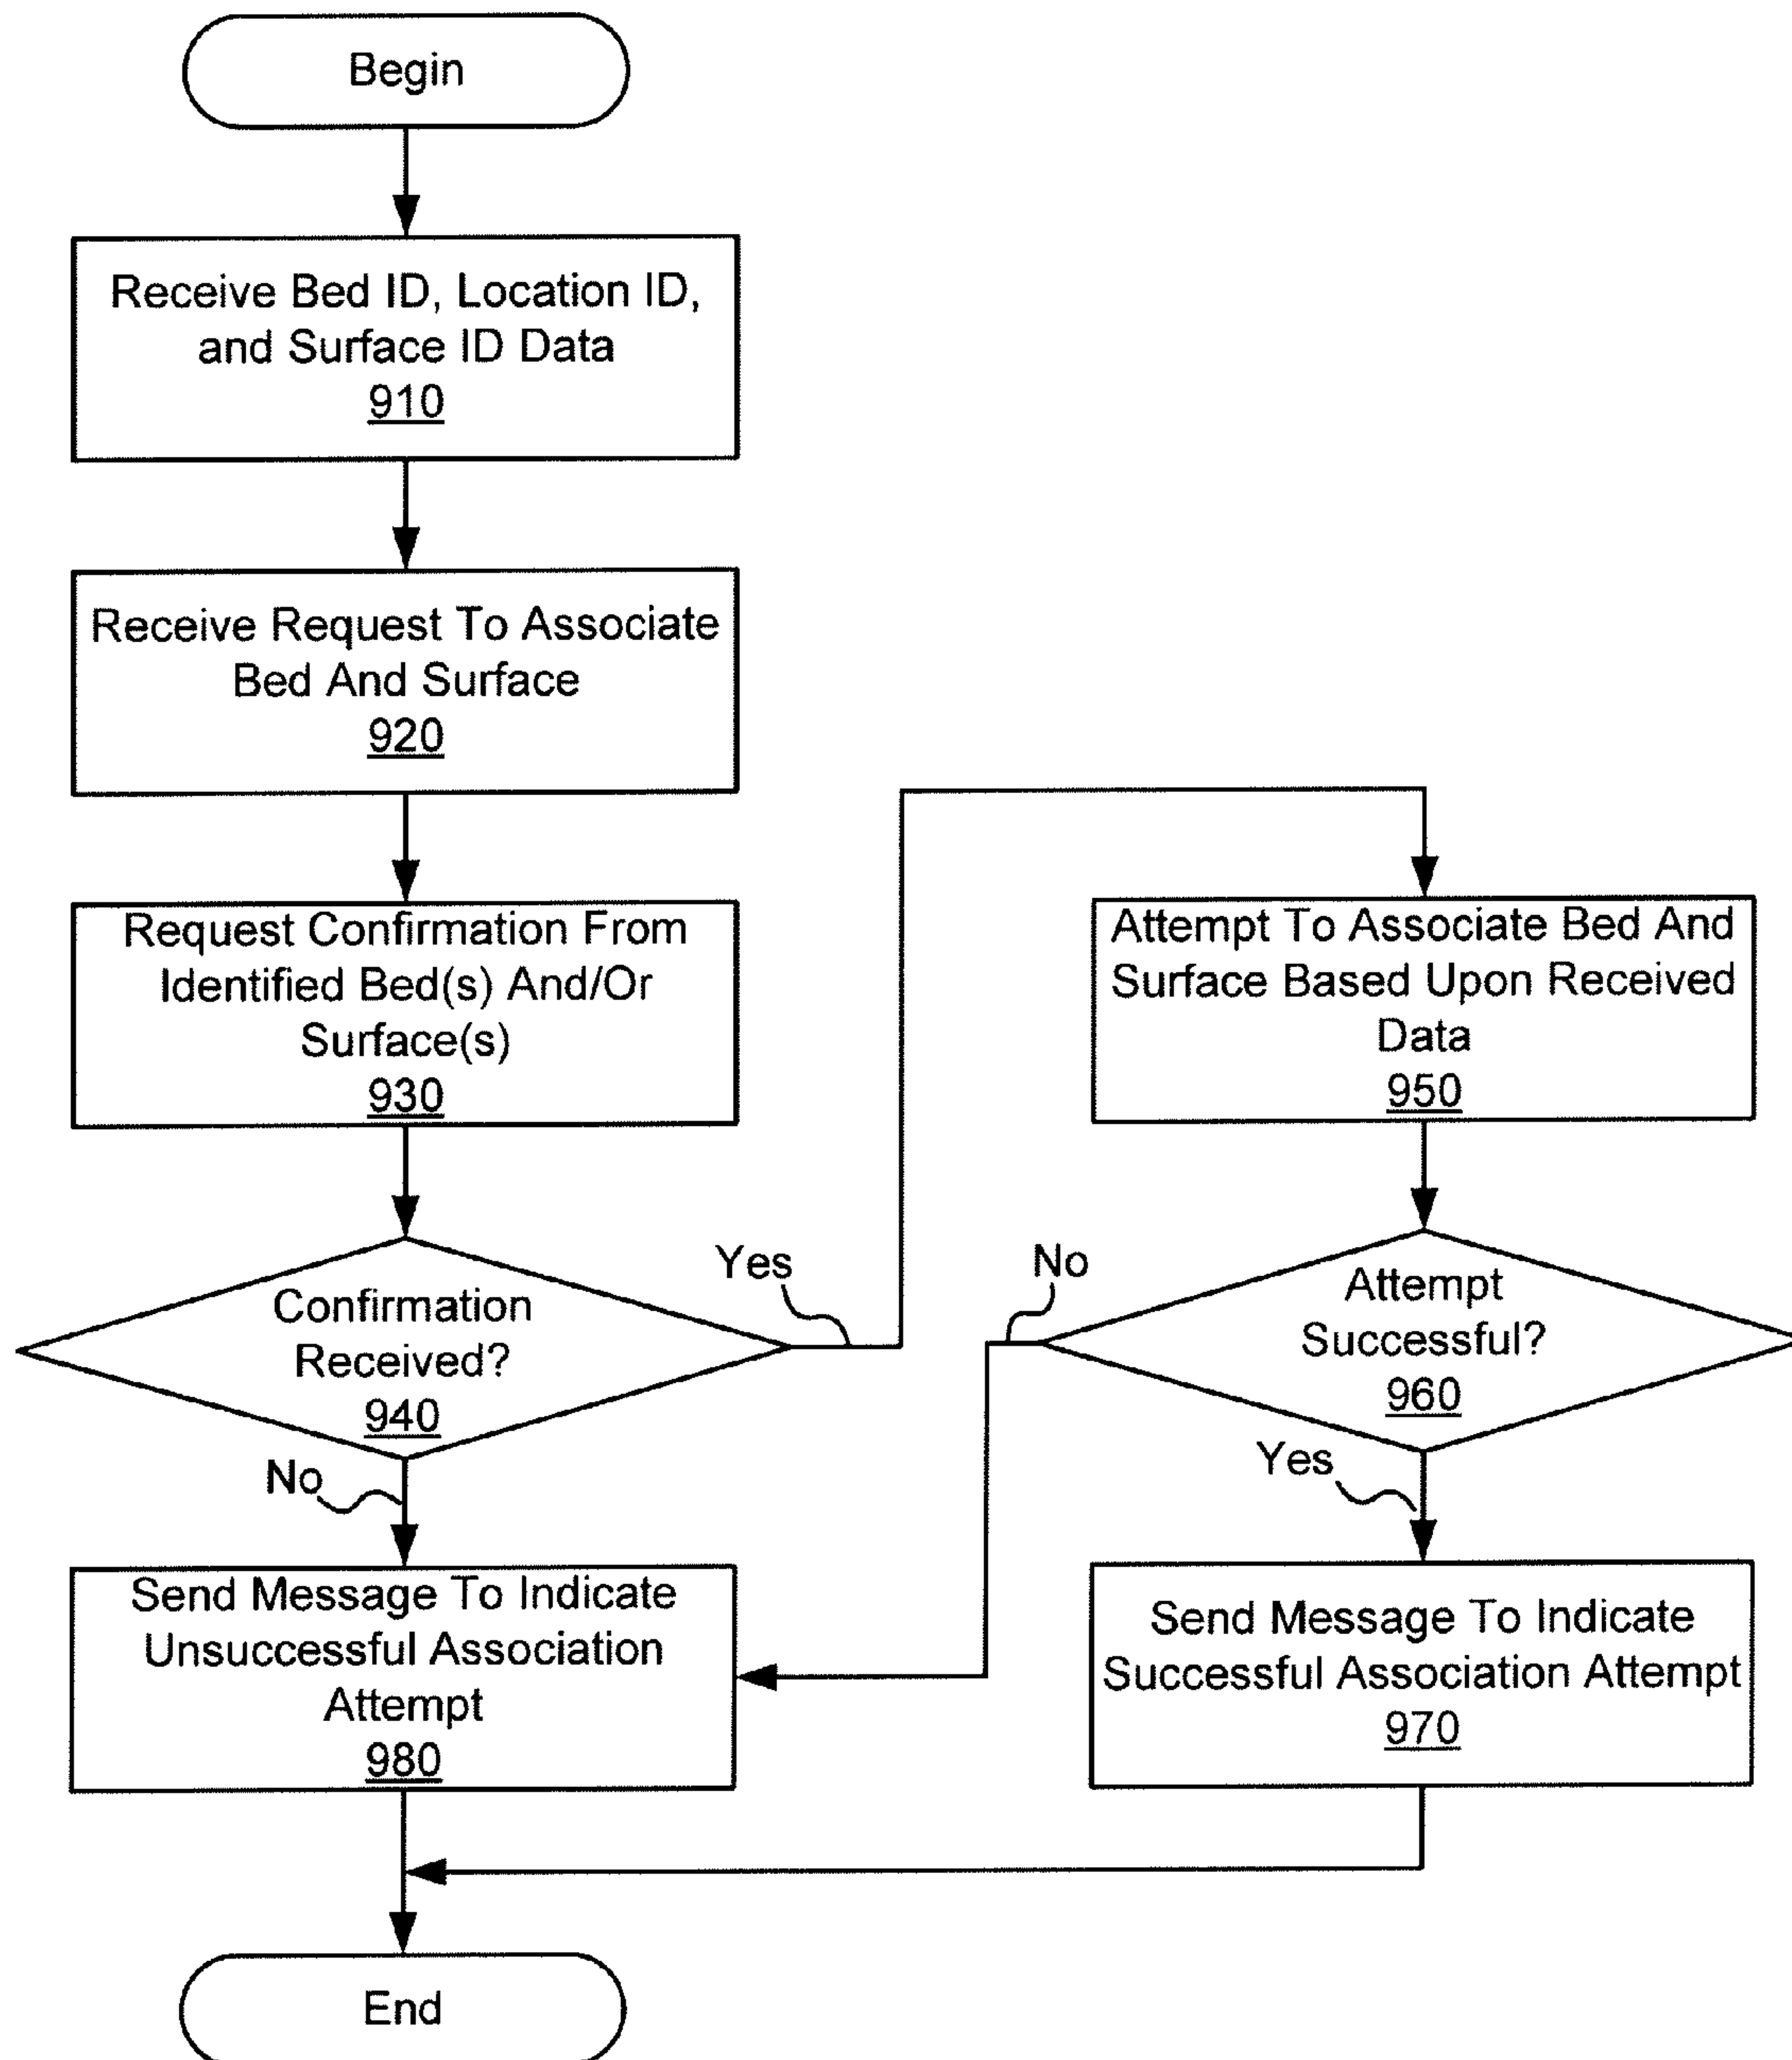 Begin
Receive Bed ID, Location ID,
and Surface ID Data
910
Receive Request To Associate
Bed And Surface
920
Request Confirmation From
Identified Bed(s) And/Or
Surface(s)
930
Confirmation
Received?
940
Yes
No
Attempt To Associate Bed And
Surface Based Upon Received
Data
950
Attempt
Successful?
960
No
Yes
Send Message To Indicate
Successful Association Attempt
970
Send Message To Indicate
Unsuccessful Association
Attempt
980
End